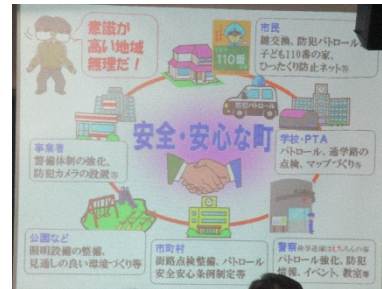 意識が
高い地域
無理だ！
市民
鍵交換、防犯パトロール
子ども110番の家、
ひったくり防止ネット等
110番
防犯パトロール
安全・安心な町
事業者
警備体制の強化、
防犯カメラの設置等
学校・PTA
パトロール、通学路の
点検、マップづくり等
公園など
照明設備の整備、
見通しの良い環境づくり等
市町村
街路点検整備、パトロール
安全安心条例制定等
警察
パトロール強化、防犯
情報、イベント、教室等